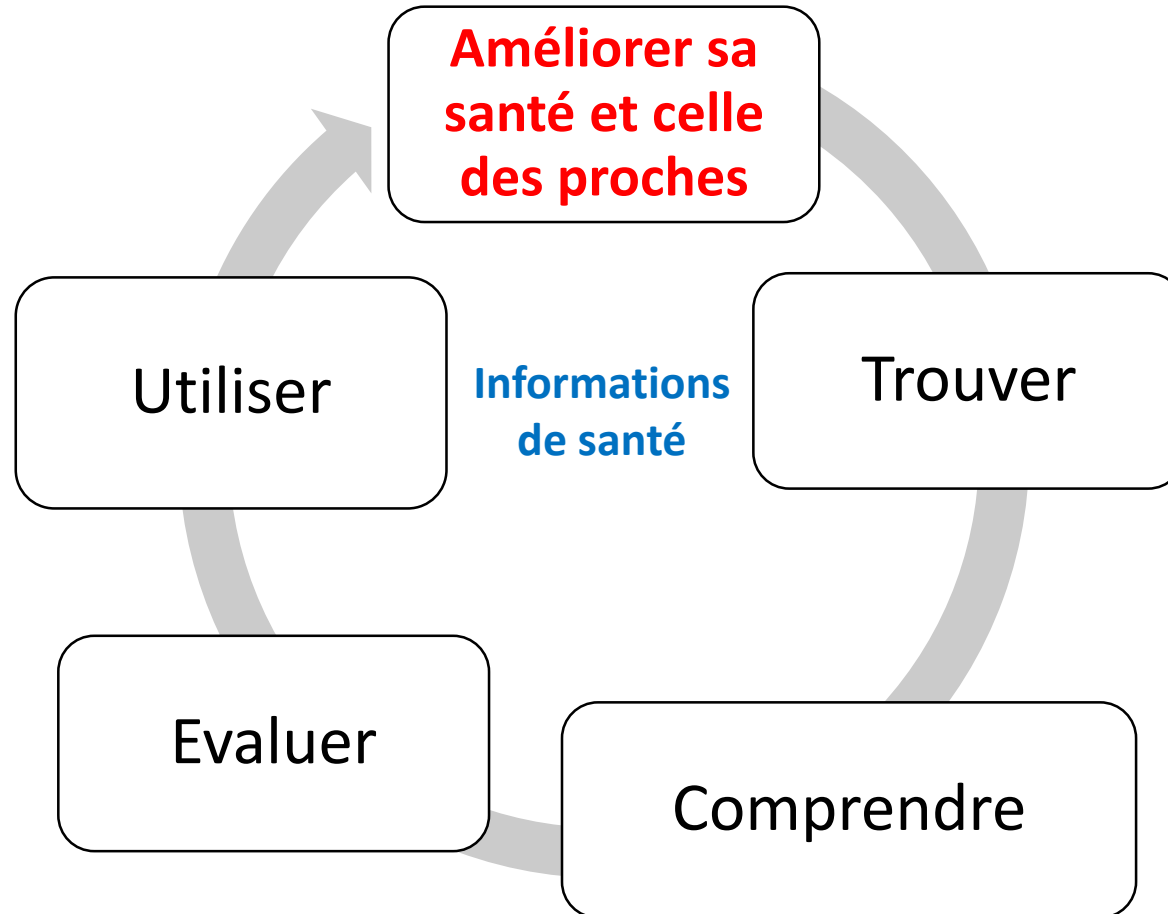 Améliorer sa
santé et celle
des proches
Utiliser
Informations
de santé
Trouver
Evaluer
Comprendre